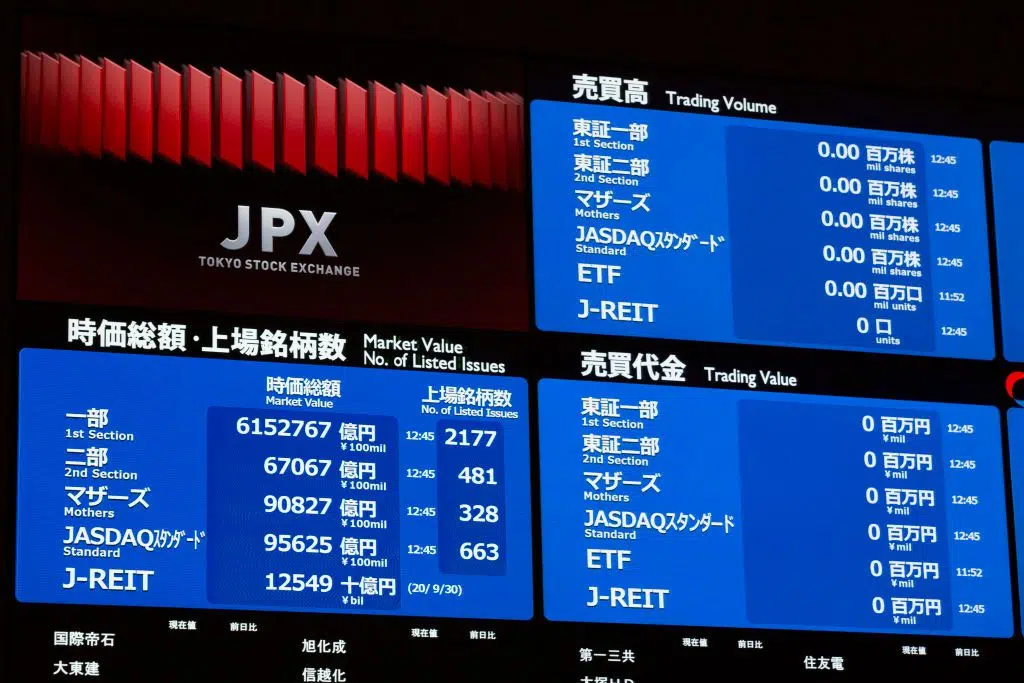 JPX
TOKYO STOCK EXCHANGE
売買高 Trading Volume
東証一部 0.00 百万株 12:45
1st Section mil shares
東証二部 0.00 百万株 12:45
2nd Section mil shares
マザーズ 0.00 百万株 12:45
Mothers mil shares
JASDAQスタンダード 0.00 百万株 12:45
Standard mil shares
ETF 0.00 百万口 11:52
mil units
J-REIT 0 口 12:45
units
時価総額・上場銘柄数 Market Value
No. of Listed Issues
時価総額 上場銘柄数
Market Value No. of Listed Issues
一部 6152767 億円 12:45 2177
1st Section ¥100mil
二部 67067 億円 12:45 481
2nd Section ¥100mil
マザーズ 90827 億円 12:45 328
Mothers ¥100mil
JASDAQスタンダード 95625 億円 12:45 663
Standard ¥100mil
J-REIT 12549 十億円 (20/ 9/30)
¥bil
売買代金 Trading Value
東証一部 0 百万円 12:45
1st Section ¥mil
東証二部 0 百万円 12:45
2nd Section ¥mil
マザーズ 0 百万円 12:45
Mothers ¥mil
JASDAQスタンダード 0 百万円 12:45
Standard ¥mil
ETF 0 百万円 11:52
¥mil
J-REIT 0 百万円 12:45
¥mil
現在値 前日比 現在値 前日比 現在値 前日比 現在値 前日比
国際帝石 旭化成 第一三共 住友電
大東建 信越化